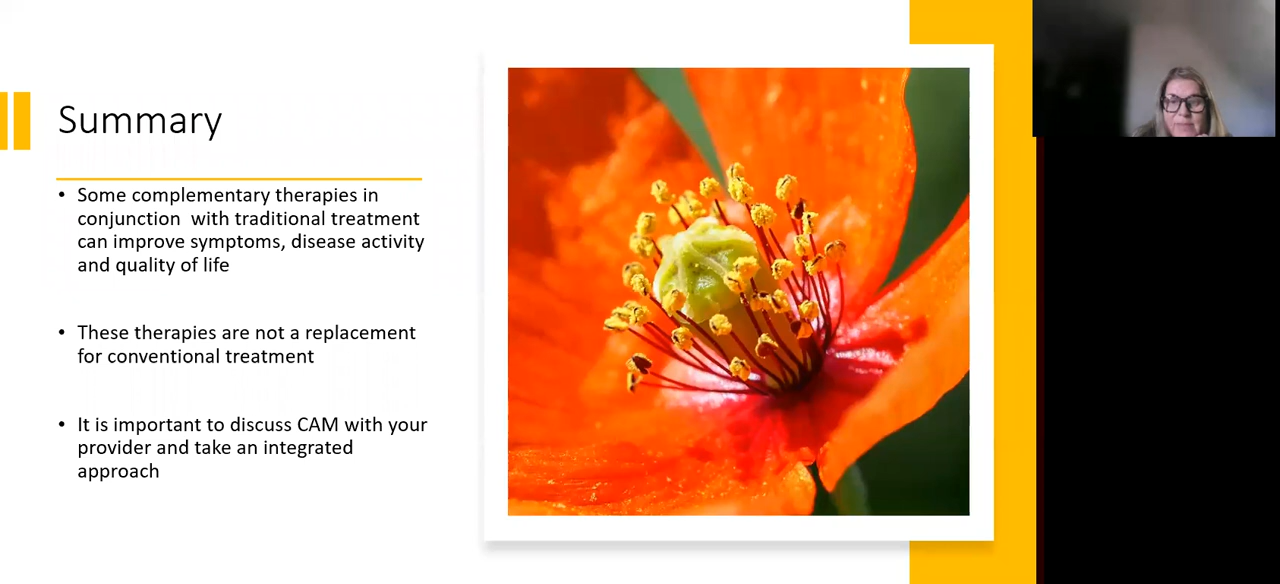 Summary
• Some complementary therapies in
conjunction  with traditional treatment
can improve symptoms, disease activity
and quality of life
• These therapies are not a replacement
for conventional treatment
• It is important to discuss CAM with your
provider and take an integrated
approach